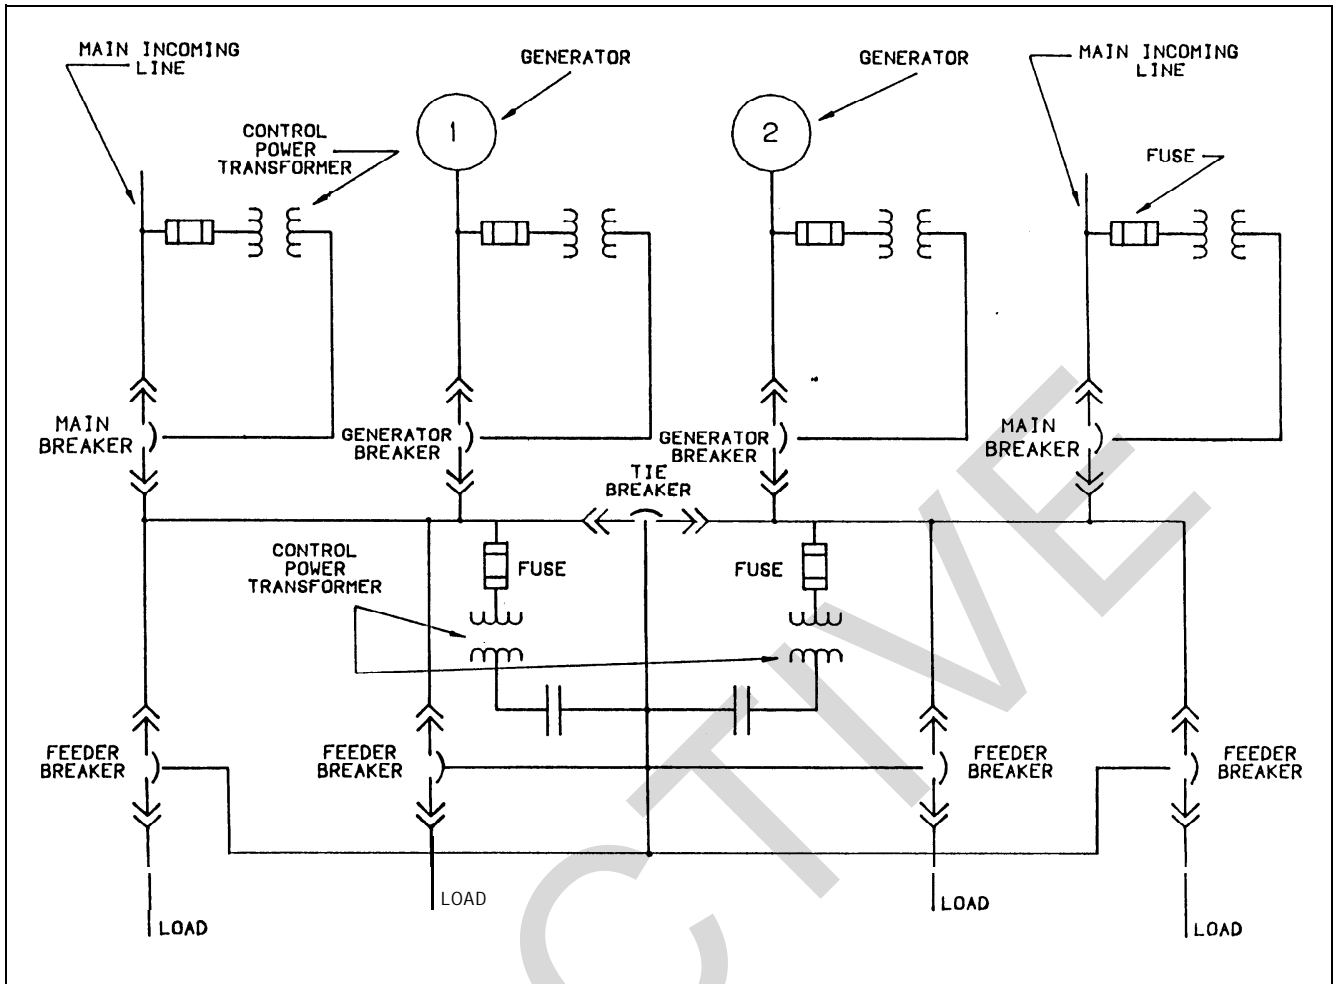 MAIN INCOMING
LINE
GENERATOR
GENERATOR
MAIN INCOMING
LINE
CONTROL
POWER
TRANSFORMER
1
2
FUSE
MAIN
BREAKER
GENERATOR
BREAKER
GENERATOR
BREAKER
MAIN
BREAKER
TIE
BREAKER
CONTROL
POWER
TRANSFORMER
FUSE
FUSE
FEEDER
BREAKER
FEEDER
BREAKER
FEEDER
BREAKER
FEEDER
BREAKER
LOAD
LOAD
LOAD
LOAD
CTIVE